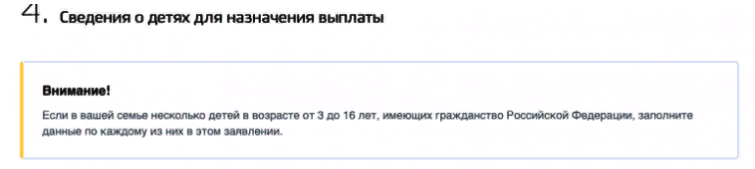 4. Сведения о детях для назначения выплаты
Внимание!
Если в вашей семье несколько детей в возрасте от 3 до 16 лет, имеющих гражданство Российской Федерации, заполните
данные по каждому из них в этом заявлении.